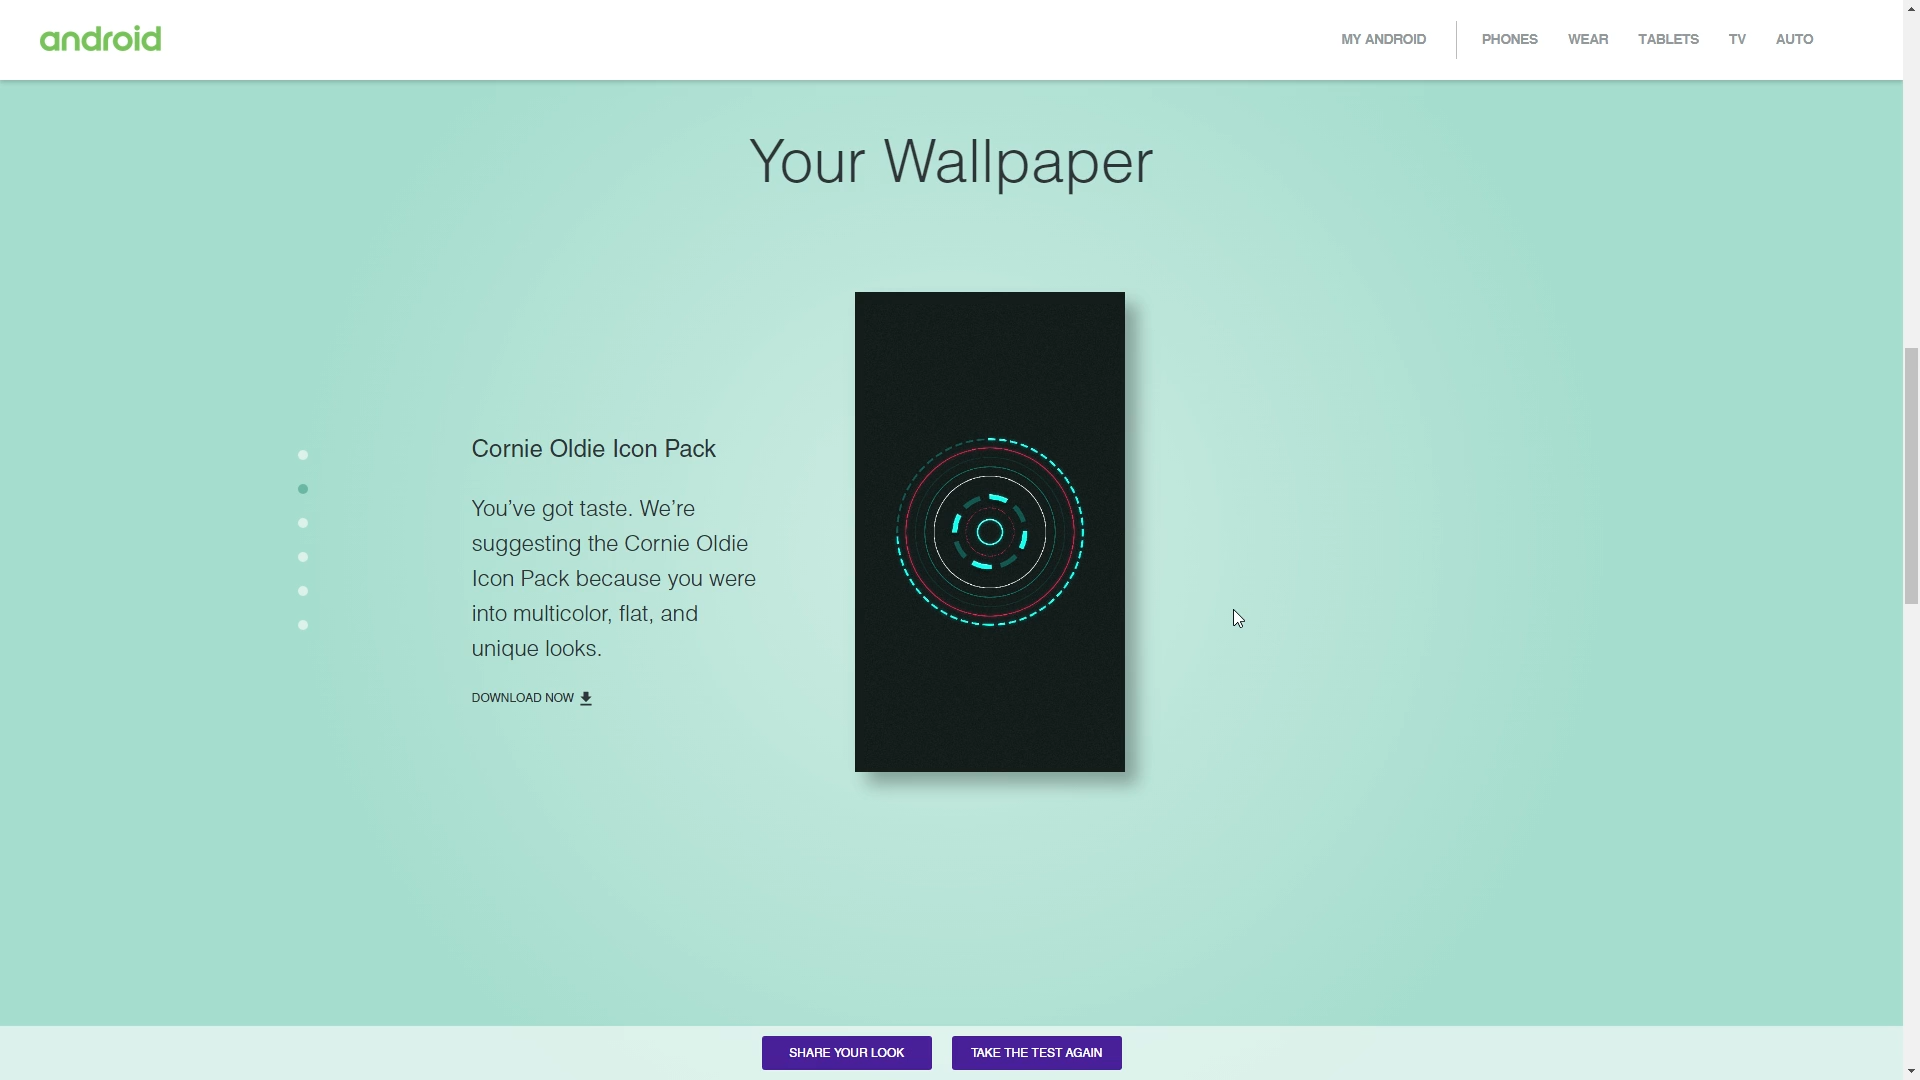 android
MY ANDROID
PHONES
WEAR
TABLETS
TV
AUTO
Your Wallpaper
Cornie Oldie Icon Pack
You’ve got taste. We’re
suggesting the Cornie Oldie
Icon Pack because you were
into multicolor, flat, and
unique looks.
DOWNLOAD NOW
SHARE YOUR LOOK
TAKE THE TEST AGAIN